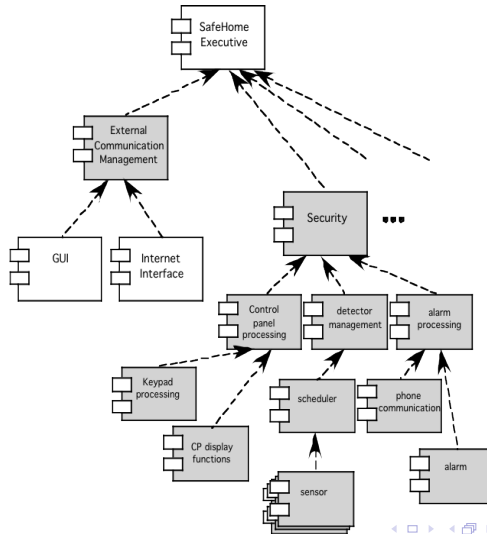 SafeHome
Executive
External
Communication
Management
GUI
Internet
Interface
Security
Control
panel
processing
detector
management
alarm
processing
Keypad
processing
CP display
functions
scheduler
phone
communication
alarm
sensor